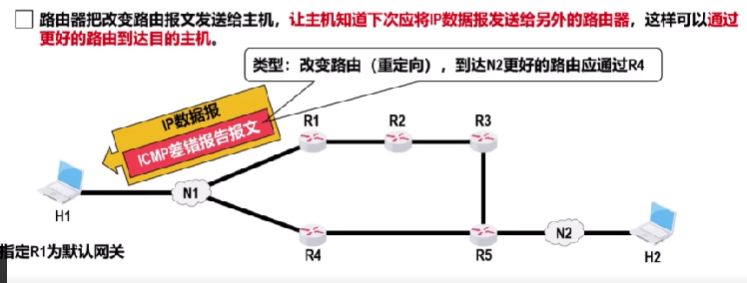 路由器把改变路由报文发送给主机，让主机知道下次应将IP数据报发送给另外的路由器，这样可以通过
更好的路由到达目的主机。
类型：改变路由（重定向），到达N2更好的路由应通过R4
IP数据报
ICMP差错报告报文
R1
R2
R3
N1
H1
N2
指定R1为默认网关
R4
R5
H2